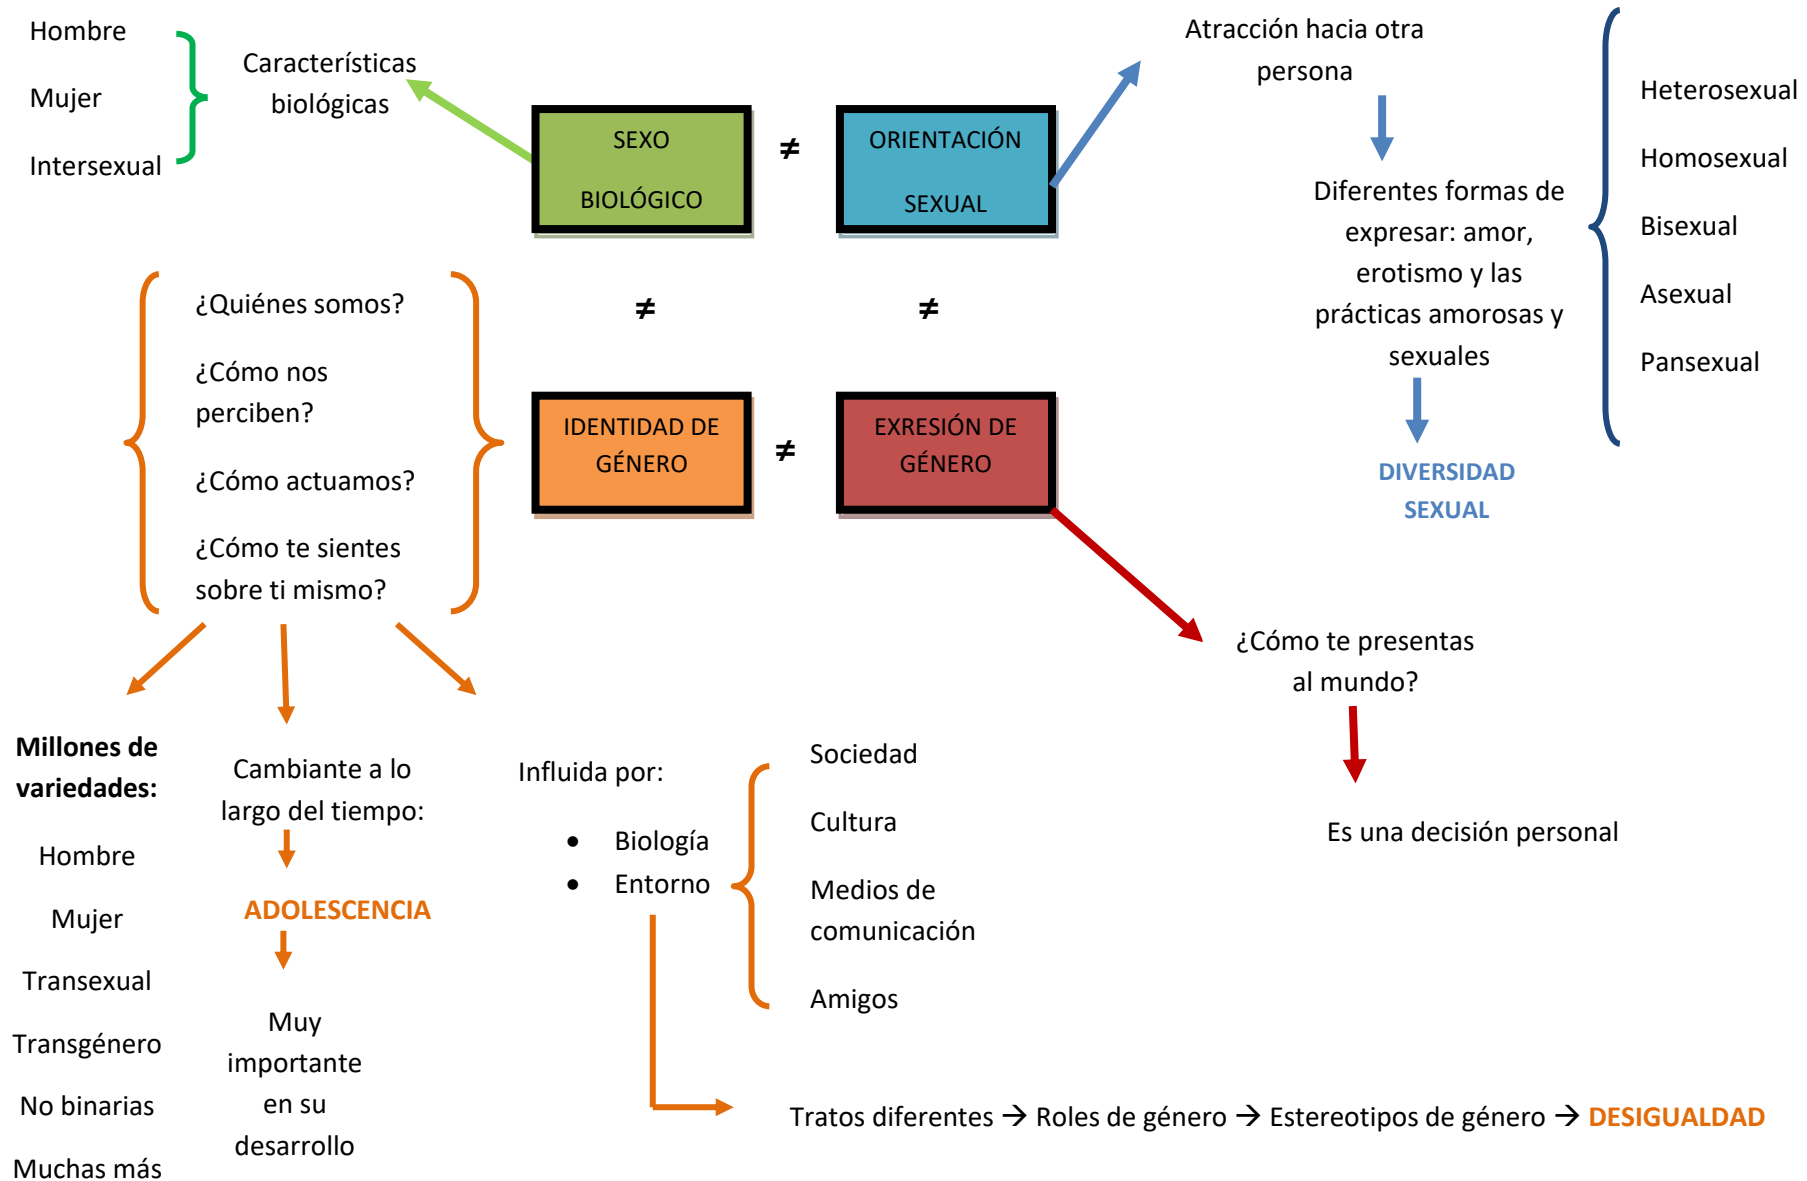 Hombre
Mujer
Intersexual
Características
biológicas
SEXO
BIOLÓGICO
≠
ORIENTACIÓN
SEXUAL
Atracción hacia otra
persona
Diferentes formas de
expresar: amor,
erotismo y las
prácticas amorosas y
sexuales
DIVERSIDAD
SEXUAL
Heterosexual
Homosexual
Bisexual
Asexual
Pansexual
≠
≠
¿Quiénes somos?
¿Cómo nos
perciben?
¿Cómo actuamos?
¿Cómo te sientes
sobre ti mismo?
IDENTIDAD DE
GÉNERO
≠
EXRESIÓN DE
GÉNERO
¿Cómo te presentas
al mundo?
Es una decisión personal
Millones de
variedades:
Hombre
Mujer
Transexual
Transgénero
No binarias
Muchas más
Cambiante a lo
largo del tiempo:
ADOLESCENCIA
Muy
importante
en su
desarrollo
Influida por:
• Biología
• Entorno
Sociedad
Cultura
Medios de
comunicación
Amigos
Tratos diferentes → Roles de género → Estereotipos de género → DESIGUALDAD